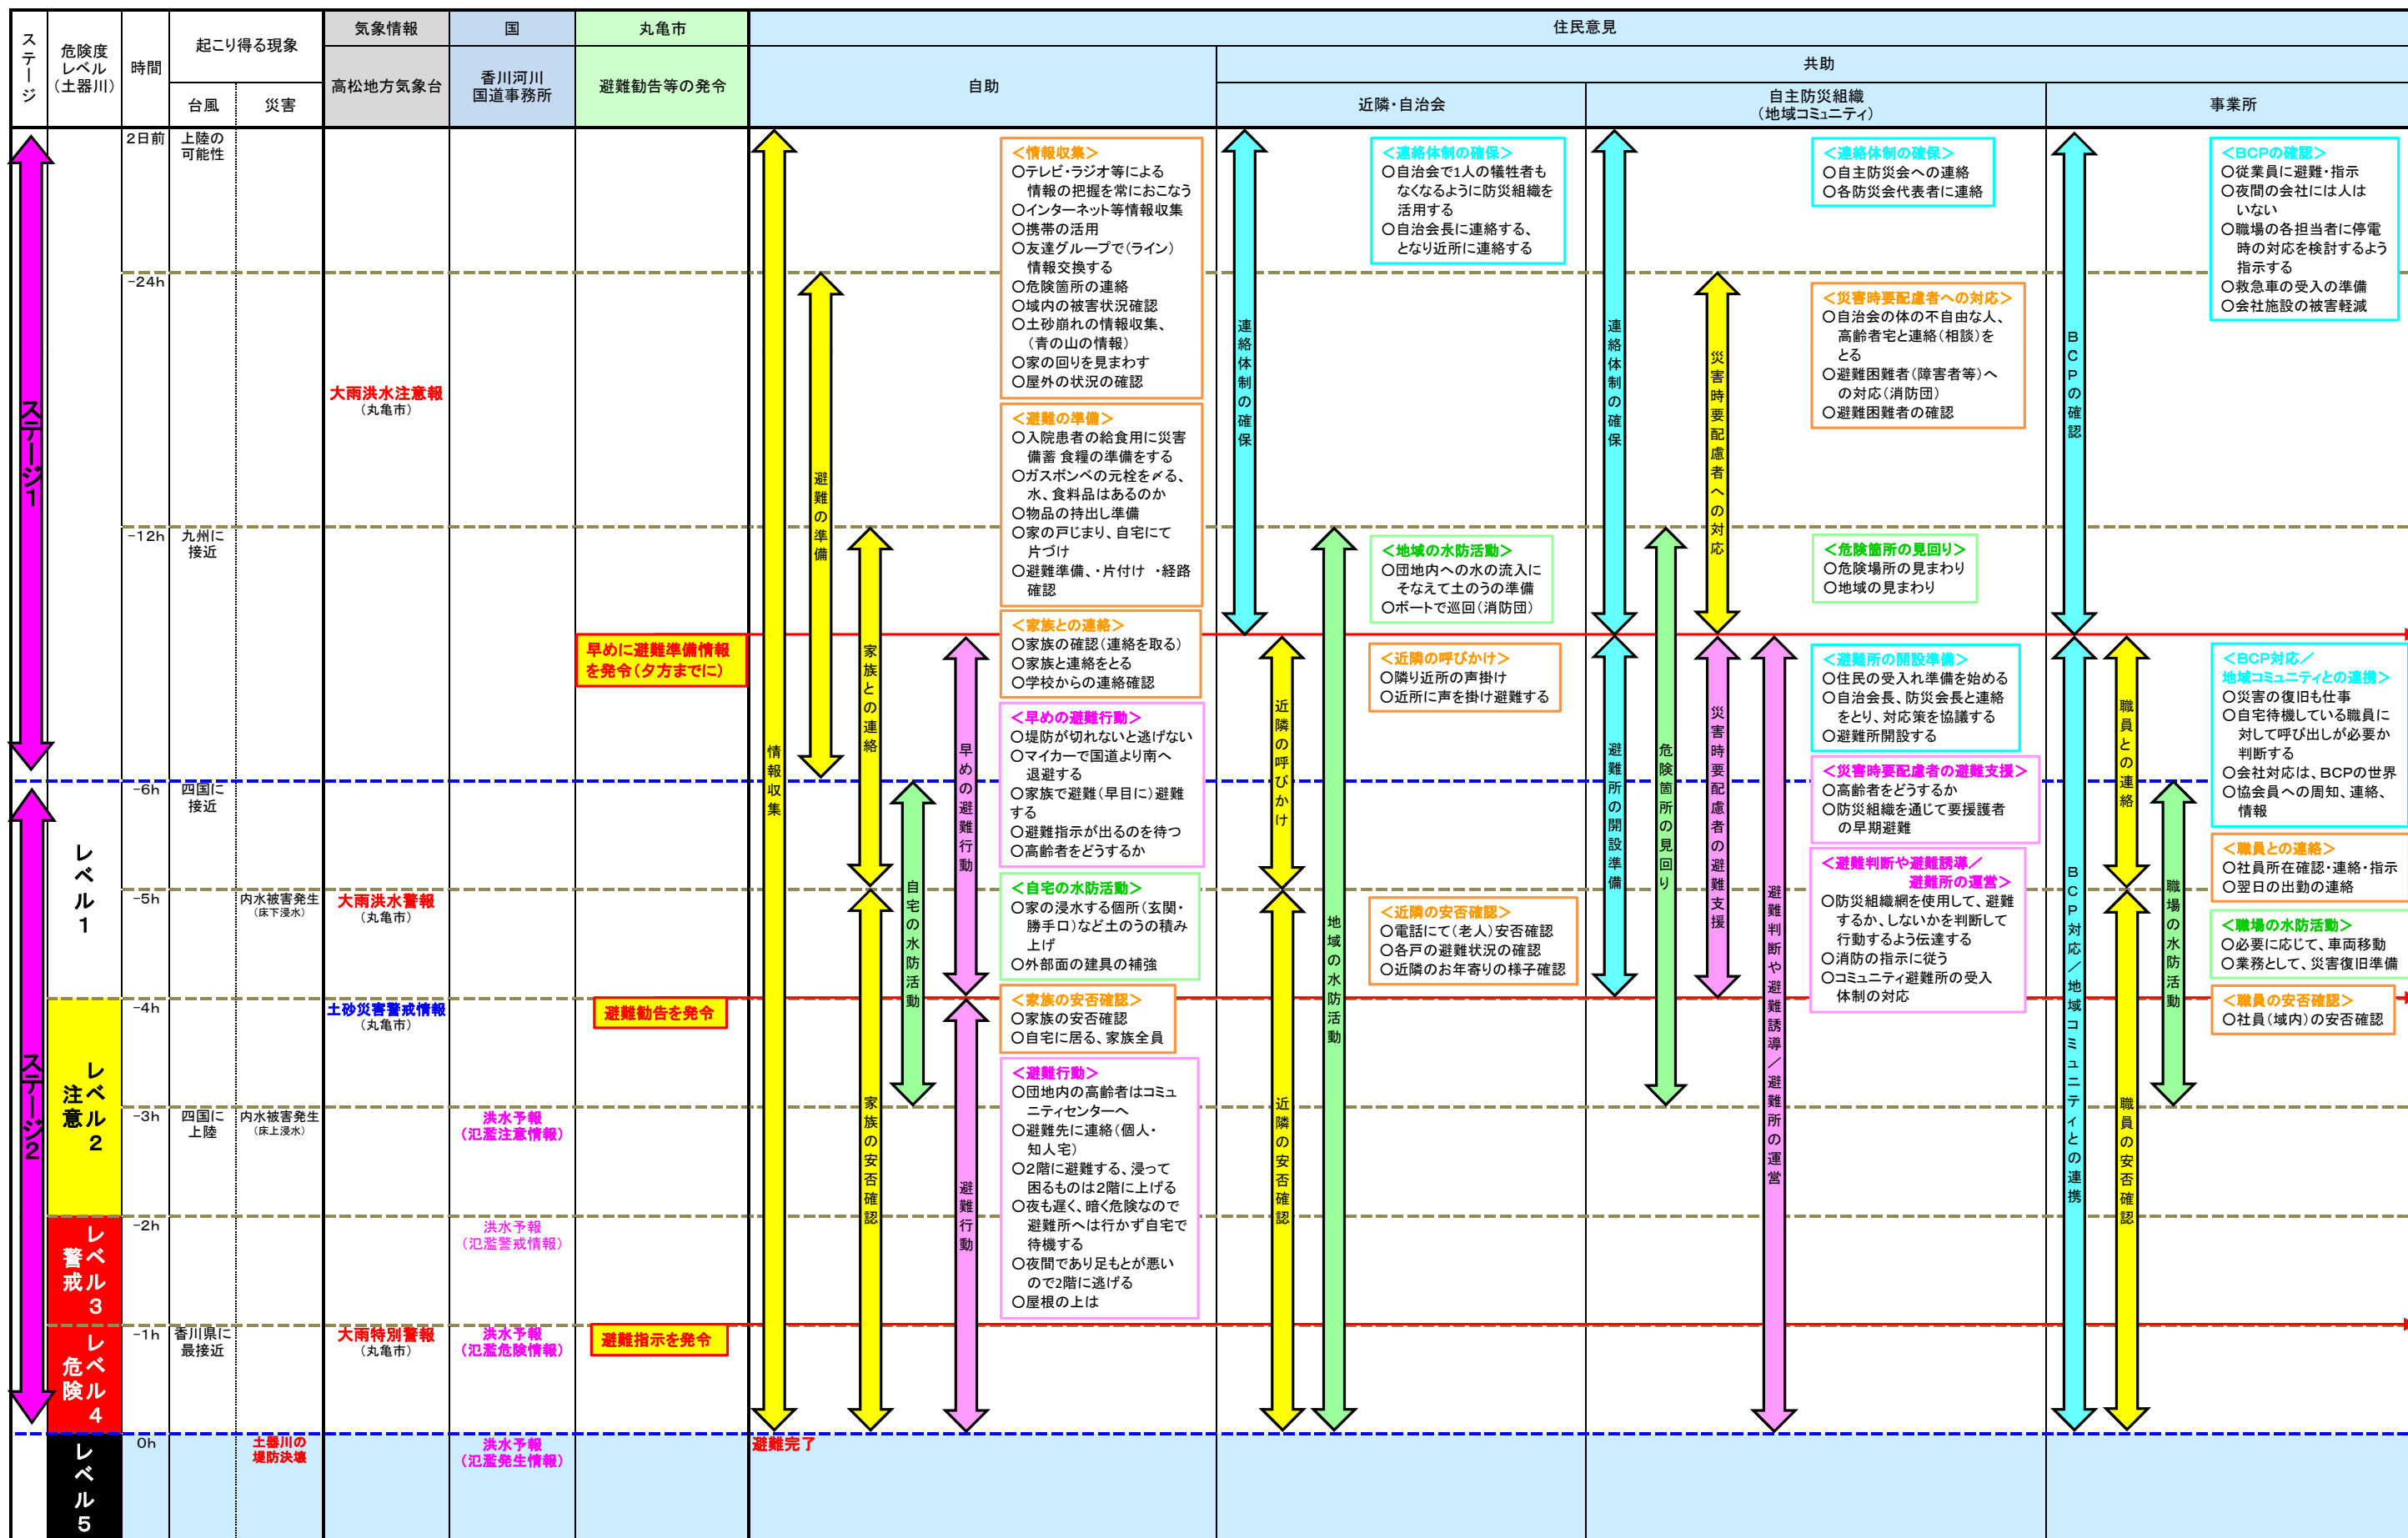 ステージ
危険度
レベル
(土器川)
時間
起こり得る現象
台風
災害
気象情報
高松地方気象台
国
香川河川
国道事務所
丸亀市
避難勧告等の発令
住民意見
自助
共助
近隣・自治会
自主防災組織
(地域コミュニティ)
事業所
ステージ1
ステージ2
レベル1
レベル2
注意
レベル3
警戒
レベル4
危険
レベル5
2日前
上陸の
可能性
-24h
大雨洪水注意報
(丸亀市)
-12h
九州に
接近
早めに避難準備情報
を発令(夕方までに)
-6h
四国に
接近
-5h
内水被害発生
(床下浸水)
大雨洪水警報
(丸亀市)
-4h
土砂災害警戒情報
(丸亀市)
避難勧告を発令
-3h
四国に
上陸
内水被害発生
(床上浸水)
洪水予報
(氾濫注意情報)
-2h
洪水予報
(氾濫警戒情報)
-1h
香川県に
最接近
大雨特別警報
(丸亀市)
洪水予報
(氾濫危険情報)
避難指示を発令
0h
土器川の
堤防決壊
洪水予報
(氾濫発生情報)
避難完了
情報収集
避難の準備
家族との連絡
家族の安否確認
自宅の水防活動
早めの避難行動
避難行動
<情報収集>
○テレビ・ラジオ等による
情報の把握を常におこなう
○インターネット等情報収集
○携帯の活用
○友達グループで(ライン)
情報交換する
○危険箇所の連絡
○域内の被害状況確認
○土砂崩れの情報収集、
(青の山の情報)
○家の回りを見まわす
○屋外の状況の確認
<避難の準備>
○入院患者の給食用に災害
備蓄 食糧の準備をする
○ガスボンベの元栓を〆る、
水、食料品はあるのか
○物品の持出し準備
○家の戸じまり、自宅にて
片づけ
○避難準備、・片付け ・経路
確認
<家族との連絡>
○家族の確認(連絡を取る)
○家族と連絡をとる
○学校からの連絡確認
<早めの避難行動>
○堤防が切れないと逃げない
○マイカーで国道より南へ
退避する
○家族で避難(早目に)避難
する
○避難指示が出るのを待つ
○高齢者をどうするか
<自宅の水防活動>
○家の浸水する個所(玄関・
勝手口)など土のうの積み
上げ
○外部面の建具の補強
<家族の安否確認>
○家族の安否確認
○自宅に居る、家族全員
<避難行動>
○団地内の高齢者はコミュ
ニティセンターへ
○避難先に連絡(個人・
知人宅)
○2階に避難する、浸って
困るものは2階に上げる
○夜も遅く、暗く危険なので
避難所へは行かず自宅で
待機する
○夜間であり足もとが悪い
ので2階に逃げる
○屋根の上は
連絡体制の確保
近隣の呼びかけ
近隣の安否確認
地域の水防活動
<連絡体制の確保>
○自治会で1人の犠牲者も
なくなるように防災組織を
活用する
○自治会長に連絡する、
となり近所に連絡する
<地域の水防活動>
○団地内への水の流入に
そなえて土のうの準備
○ボートで巡回(消防団)
<近隣の呼びかけ>
○隣り近所の声掛け
○近所に声を掛け避難する
<近隣の安否確認>
○電話にて(老人)安否確認
○各戸の避難状況の確認
○近隣のお年寄りの様子確認
連絡体制の確保
避難所の開設準備
危険箇所の見回り
災害時要配慮者への対応
災害時要配慮者の避難支援
避難判断や避難誘導/避難所の運営
<連絡体制の確保>
○自主防災会への連絡
○各防災会代表者に連絡
<災害時要配慮者への対応>
○自治会の体の不自由な人、
高齢者宅と連絡(相談)を
とる
○避難困難者(障害者等)へ
の対応(消防団)
○避難困難者の確認
<危険箇所の見回り>
○危険場所の見まわり
○地域の見まわり
<避難所の開設準備>
○住民の受入れ準備を始める
○自治会長、防災会長と連絡
をとり、対応策を協議する
○避難所開設する
<災害時要配慮者の避難支援>
○高齢者をどうするか
○防災組織を通じて要援護者
の早期避難
<避難判断や避難誘導/
避難所の運営>
○防災組織網を使用して、避難
するか、しないかを判断して
行動するよう伝達する
○消防の指示に従う
○コミュニティ避難所の受入
体制の対応
BCPの確認
BCP対応/地域コミュニティとの連携
職員との連絡
職員の安否確認
職場の水防活動
<BCPの確認>
○従業員に避難・指示
○夜間の会社には人は
いない
○職場の各担当者に停電
時の対応を検討するよう
指示する
○救急車の受入の準備
○会社施設の被害軽減
<BCP対応/
地域コミュニティとの連携>
○災害の復旧も仕事
○自宅待機している職員に
対して呼び出しが必要か
判断する
○会社対応は、BCPの世界
○協会員への周知、連絡、
情報
<職員との連絡>
○社員所在確認・連絡・指示
○翌日の出勤の連絡
<職場の水防活動>
○必要に応じて、車両移動
○業務として、災害復旧準備
<職員の安否確認>
○社員(域内)の安否確認